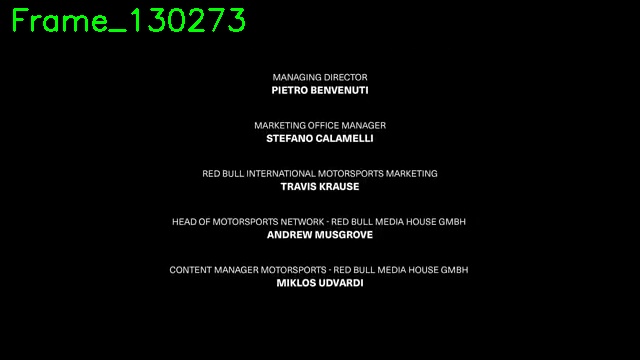 Frame_130273
MANAGING DIRECTOR
PIETRO BENVENUTI
MARKETING OFFICE MANAGER
STEFANO CALAMELLI
RED BULL INTERNATIONAL MOTORSPORTS MARKETING
TRAVIS KRAUSE
HEAD OF MOTORSPORTS NETWORK - RED BULL MEDIA HOUSE GMBH
ANDREW MUSGROVE
CONTENT MANAGER MOTORSPORTS - RED BULL MEDIA HOUSE GMBH
MIKLOS UDVARDI